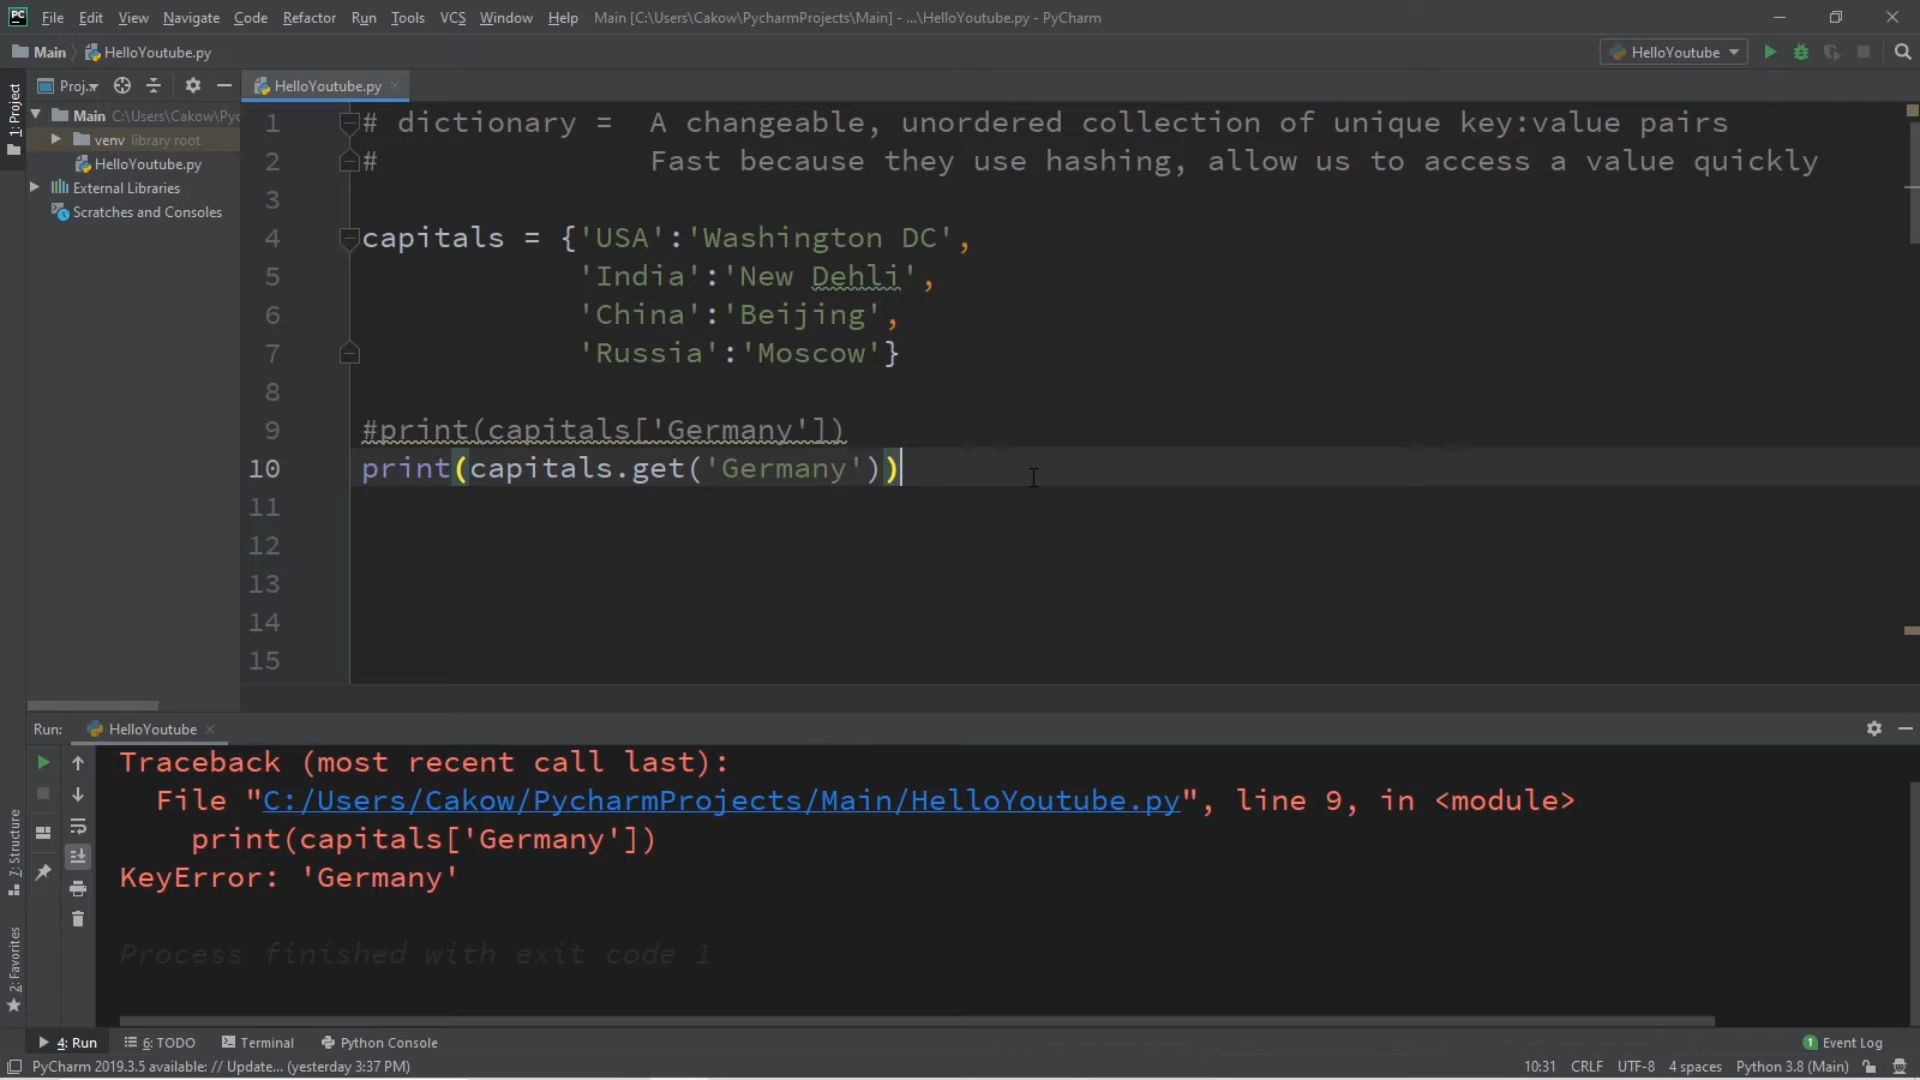 File Edit View Navigate Code Refactor Run Tools VCS Window Help Main [C:\Users\Cakow\PycharmProjects\Main] - ...\HelloYoutube.py - PyCharm
Main HelloYoutube.py HelloYoutube
1: Project
Proj... HelloYoutube.py
Main C:\Users\Cakow\Pyc
venv library root
HelloYoutube.py
External Libraries
Scratches and Consoles
1 # dictionary = A changeable, unordered collection of unique key:value pairs
2 # Fast because they use hashing, allow us to access a value quickly
3
4 capitals = {'USA':'Washington DC',
5 'India':'New Dehli',
6 'China':'Beijing',
7 'Russia':'Moscow'}
8
9 #print(capitals['Germany'])
10 print(capitals.get('Germany'))
11
12
13
14
15
Run: HelloYoutube
Traceback (most recent call last):
File "C:/Users/Cakow/PycharmProjects/Main/HelloYoutube.py", line 9, in <module>
print(capitals['Germany'])
KeyError: 'Germany'
Process finished with exit code 1
7: Structure
2: Favorites
4: Run 6: TODO Terminal Python Console 1 Event Log
PyCharm 2019.3.5 available: // Update... (yesterday 3:37 PM) 10:31 CRLF UTF-8 4 spaces Python 3.8 (Main)